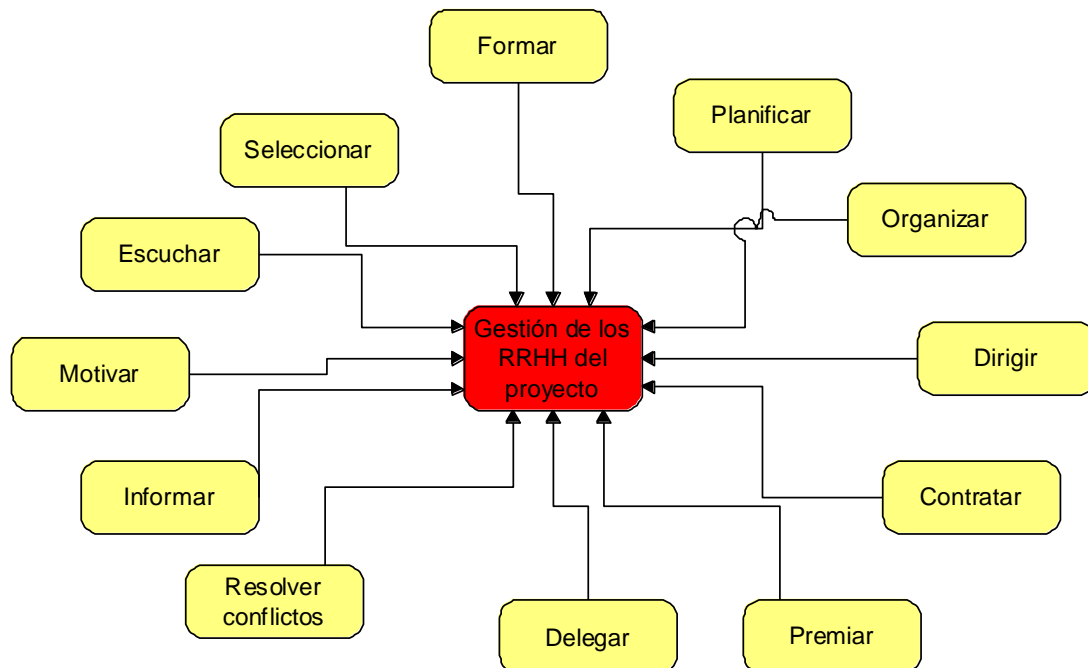 Formar
Planificar
Seleccionar
Organizar
Escuchar
Gestión de los
RRHH del
proyecto
Motivar
Dirigir
Informar
Contratar
Resolver
conflictos
Delegar
Premiar